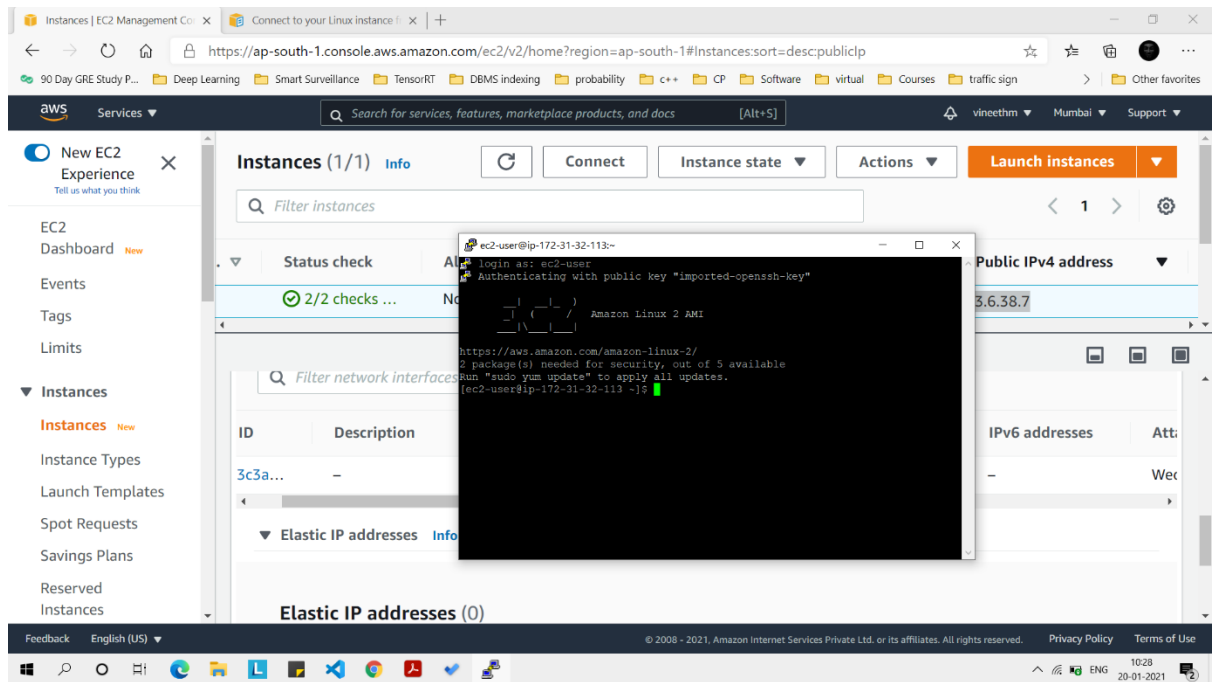 Instances | EC2 Management Co
Connect to your Linux instance f
https://ap-south-1.console.aws.amazon.com/ec2/v2/home?region=ap-south-1#Instances:sort=desc:publicIp
90 Day GRE Study P... Deep Learning Smart Surveillance TensorRT DBMS indexing probability c++ CP Software virtual Courses traffic sign Other favorites
aws Services ▼ Search for services, features, marketplace products, and docs [Alt+S] vineethm ▼ Mumbai ▼ Support ▼
New EC2
Experience
Tell us what you think
EC2
Dashboard New
Events
Tags
Limits
▼ Instances
Instances New
Instance Types
Launch Templates
Spot Requests
Savings Plans
Reserved
Instances
Instances (1/1) Info Connect Instance state ▼ Actions ▼ Launch instances ▼
Filter instances < 1 >
Status check Al Public IPv4 address ▼
2/2 checks ... No 3.6.38.7
Filter network interfaces
ID Description IPv6 addresses Att
3c3a... – – Wed
▼ Elastic IP addresses Info
Elastic IP addresses (0)
ec2-user@ip-172-31-32-113:~
login as: ec2-user
Authenticating with public key "imported-openssh-key"
__| __|_ )
_| ( / Amazon Linux 2 AMI
___|\___|___|
https://aws.amazon.com/amazon-linux-2/
2 package(s) needed for security, out of 5 available
Run "sudo yum update" to apply all updates.
[ec2-user@ip-172-31-32-113 ~]$
Feedback English (US) ▼ © 2008 - 2021, Amazon Internet Services Private Ltd. or its affiliates. All rights reserved. Privacy Policy Terms of Use
L ENG 10:28
20-01-2021 2